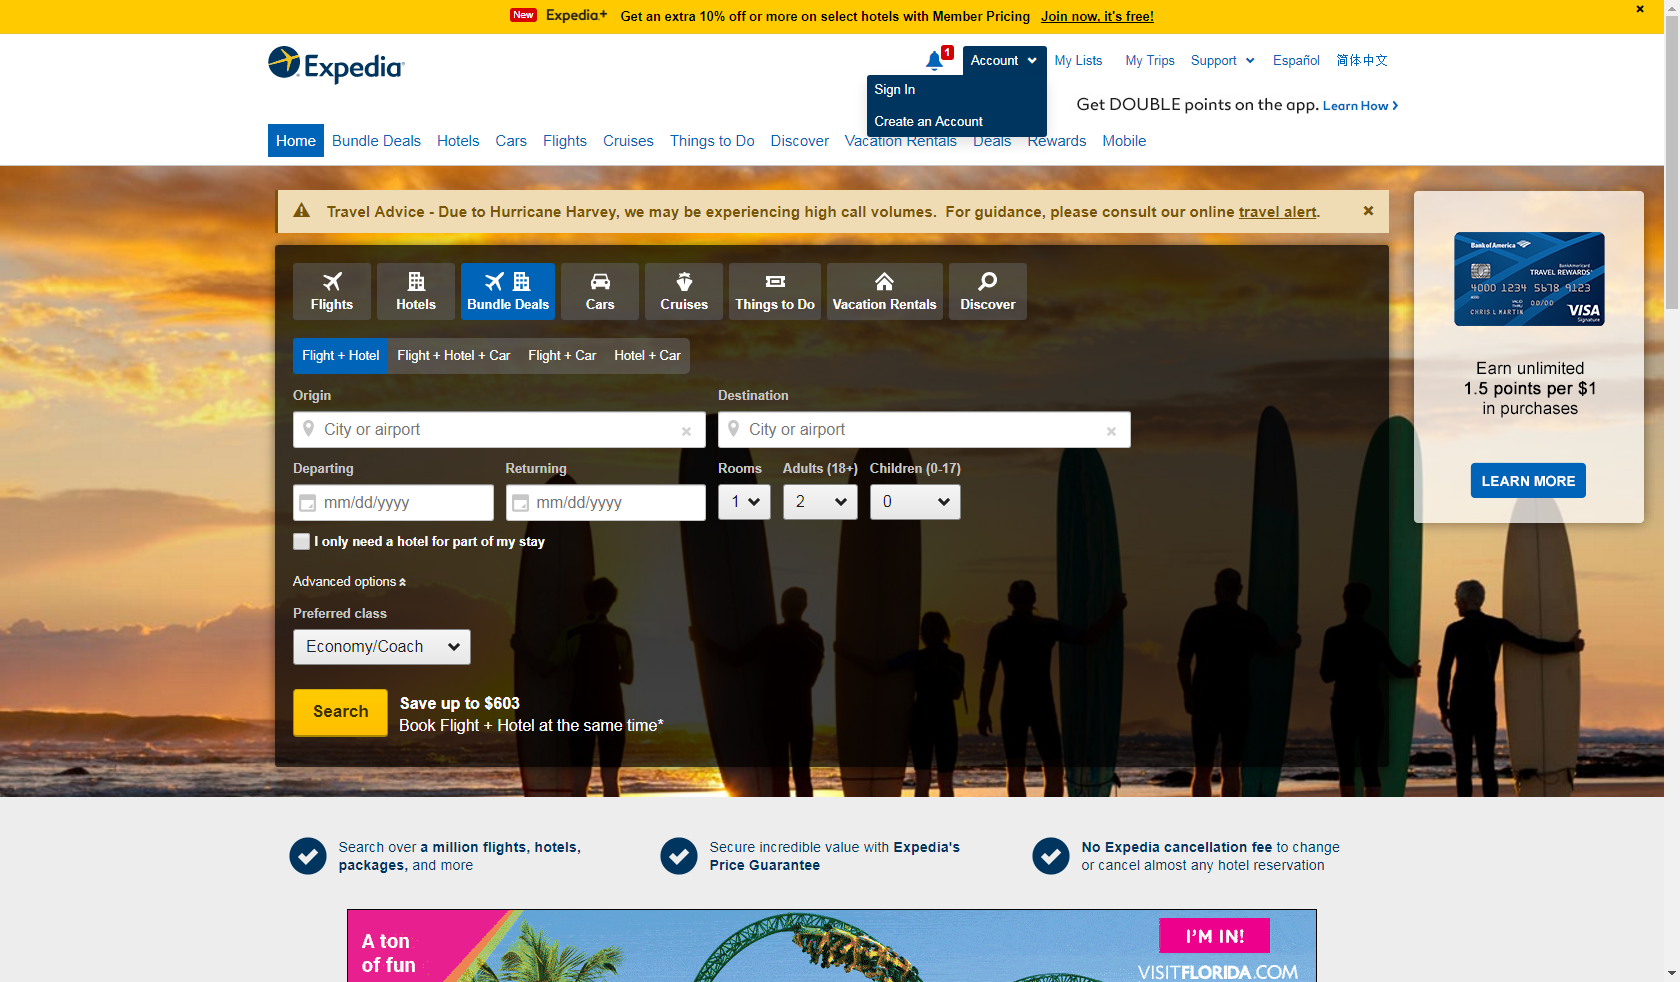 New Expedia+ Get an extra 10% off or more on select hotels with Member Pricing Join now, it's free!
Expedia
1 Account My Lists My Trips Support Español 简体中文
Sign In
Create an Account
Get DOUBLE points on the app. Learn How
Home Bundle Deals Hotels Cars Flights Cruises Things to Do Discover Vacation Rentals Deals Rewards Mobile
Travel Advice - Due to Hurricane Harvey, we may be experiencing high call volumes. For guidance, please consult our online travel alert.
Flights Hotels Bundle Deals Cars Cruises Things to Do Vacation Rentals Discover
Flight + Hotel Flight + Hotel + Car Flight + Car Hotel + Car
Origin Destination
City or airport City or airport
Departing Returning Rooms Adults (18+) Children (0-17)
mm/dd/yyyy mm/dd/yyyy 1 2 0
I only need a hotel for part of my stay
Advanced options
Preferred class
Economy/Coach
Search
Save up to $603
Book Flight + Hotel at the same time*
Bank of America
BankAmericard
TRAVEL REWARDS
4000 1234 5678 9123
VALID THRU 00/00
CHRIS L MARTIN
VISA
Signature
Earn unlimited
1.5 points per $1
in purchases
LEARN MORE
Search over a million flights, hotels,
packages, and more
Secure incredible value with Expedia's
Price Guarantee
No Expedia cancellation fee to change
or cancel almost any hotel reservation
A ton
of fun
I'M IN!
VISITFLORIDA.COM